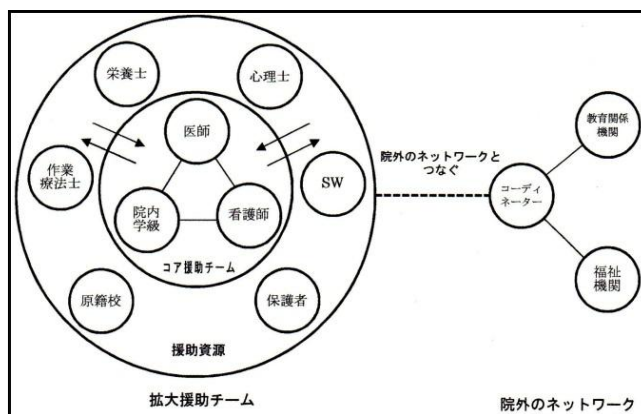 栄養士
心理士
医師
教育関係
機関
作業
療法士
SW
院外のネットワークと
つなぐ
コーディ
ネーター
院内
学級
看護師
コア援助チーム
原籍校
保護者
福祉
機関
援助資源
拡大援助チーム
院外のネットワーク